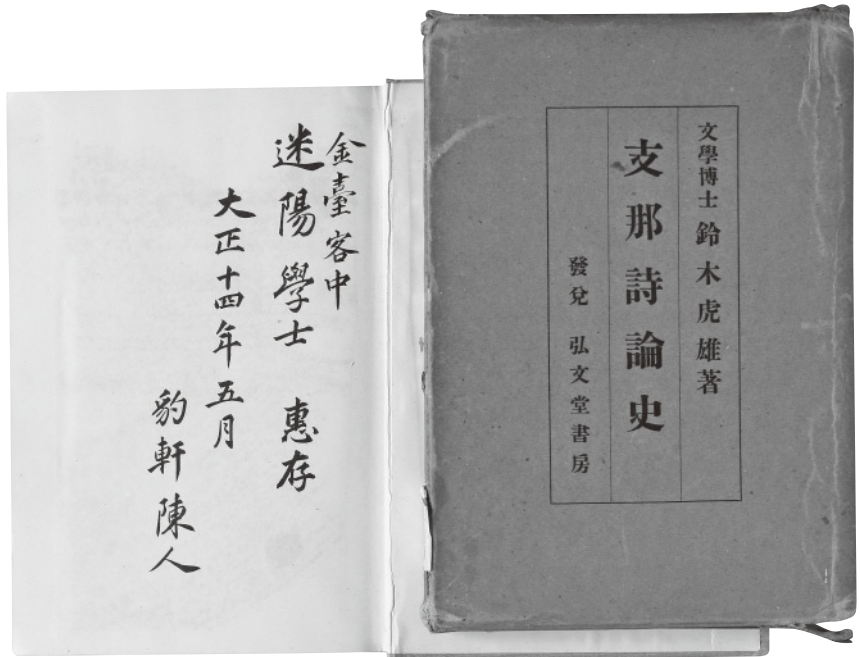 文學博士 鈴木虎雄著
支那詩論史
發兌 弘文堂書房
金臺客中
迷陽學士 惠存
大正十四年五月
豹軒陳人